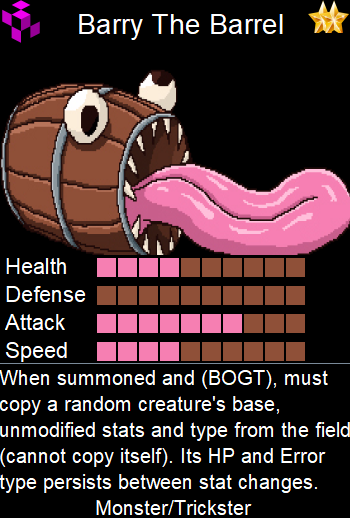 Barry The Barrel
Health
Defense
Attack
Speed
When summoned and (BOGT), must
copy a random creature's base,
unmodified stats and type from the field
(cannot copy itself). Its HP and Error
type persists between stat changes.
Monster/Trickster